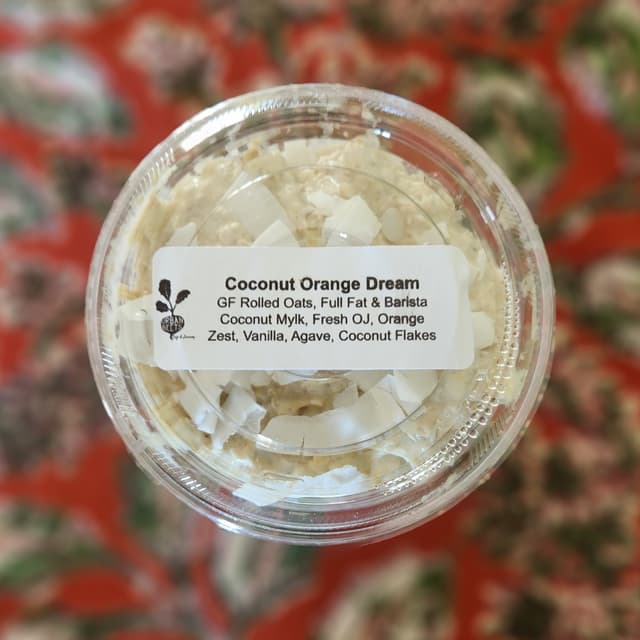 Coconut Orange Dream
GF Rolled Oats, Full Fat & Barista
Coconut Mylk, Fresh OJ, Orange
Zest, Vanilla, Agave, Coconut Flakes